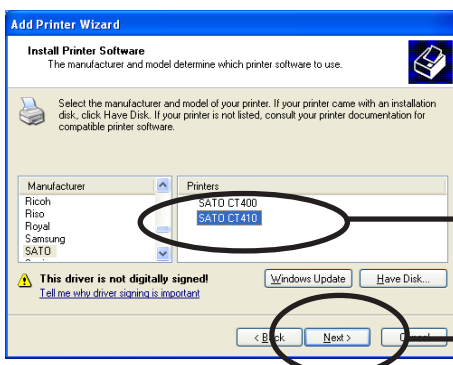 Add Printer Wizard
Install Printer Software
The manufacturer and model determine which printer software to use.
Select the manufacturer and model of your printer. If your printer came with an installation
disk, click Have Disk. If your printer is not listed, consult your printer documentation for
compatible printer software.
Manufacturer
Ricoh
Riso
Royal
Samsung
SATO
Printers
SATO CT400
SATO CT410
This driver is not digitally signed!
Tell me why driver signing is important
Windows Update
Have Disk...
< Back
Next >
Cancel